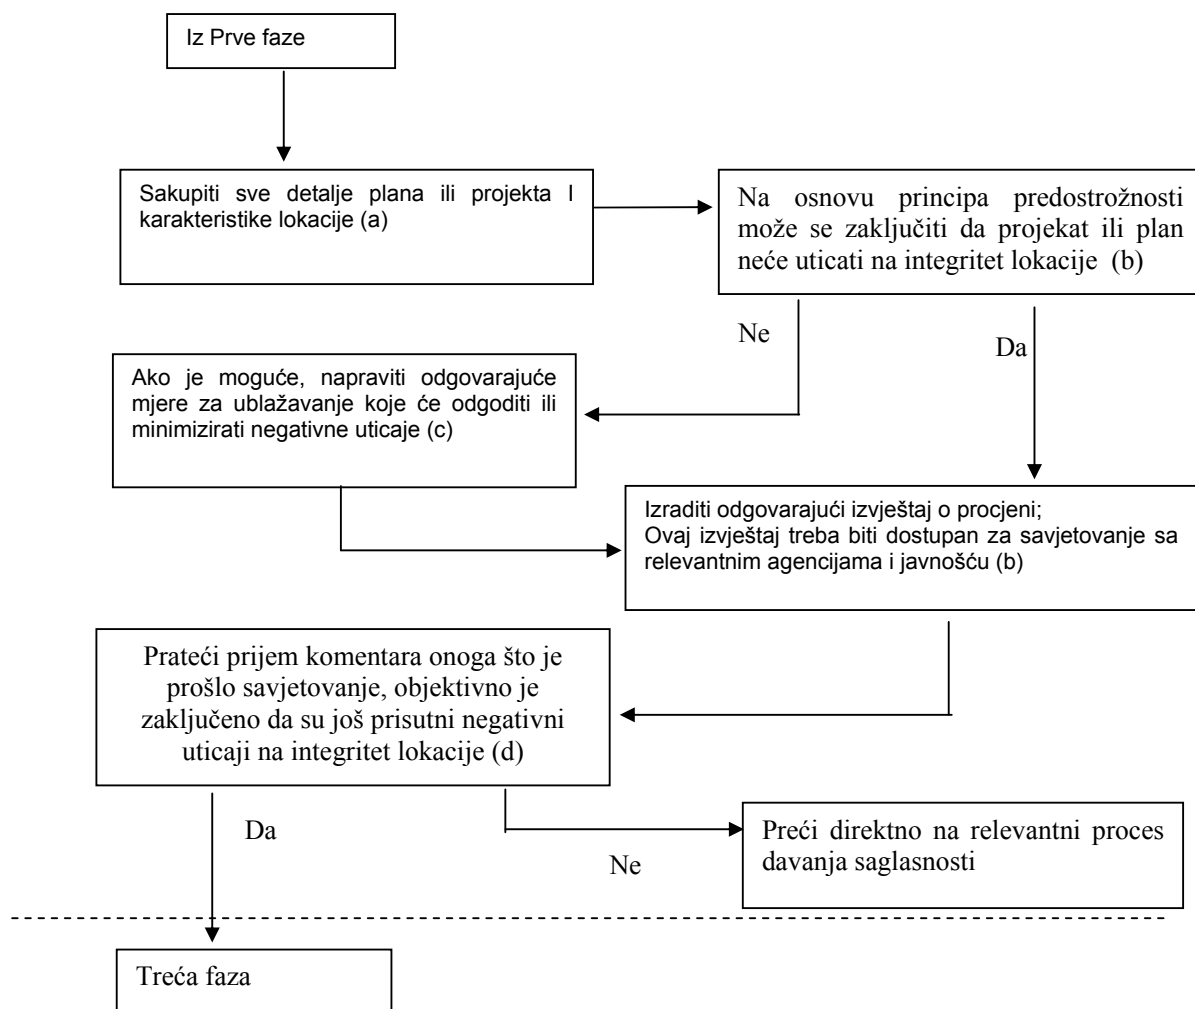 Iz Prve faze
Sakupiti sve detalje plana ili projekta I
karakteristike lokacije (a)
Na osnovu principa predostrožnosti
može se zaključiti da projekat ili plan
neće uticati na integritet lokacije (b)
Ne
Da
Ako je moguće, napraviti odgovarajuće
mjere za ublažavanje koje će odgoditi ili
minimizirati negativne uticaje (c)
Izraditi odgovarajući izvještaj o procjeni;
Ovaj izvještaj treba biti dostupan za savjetovanje sa
relevantnim agencijama i javnošću (b)
Prateći prijem komentara onoga što je
prošlo savjetovanje, objektivno je
zaključeno da su još prisutni negativni
uticaji na integritet lokacije (d)
Da
Ne
Preći direktno na relevantni proces
davanja saglasnosti
Treća faza